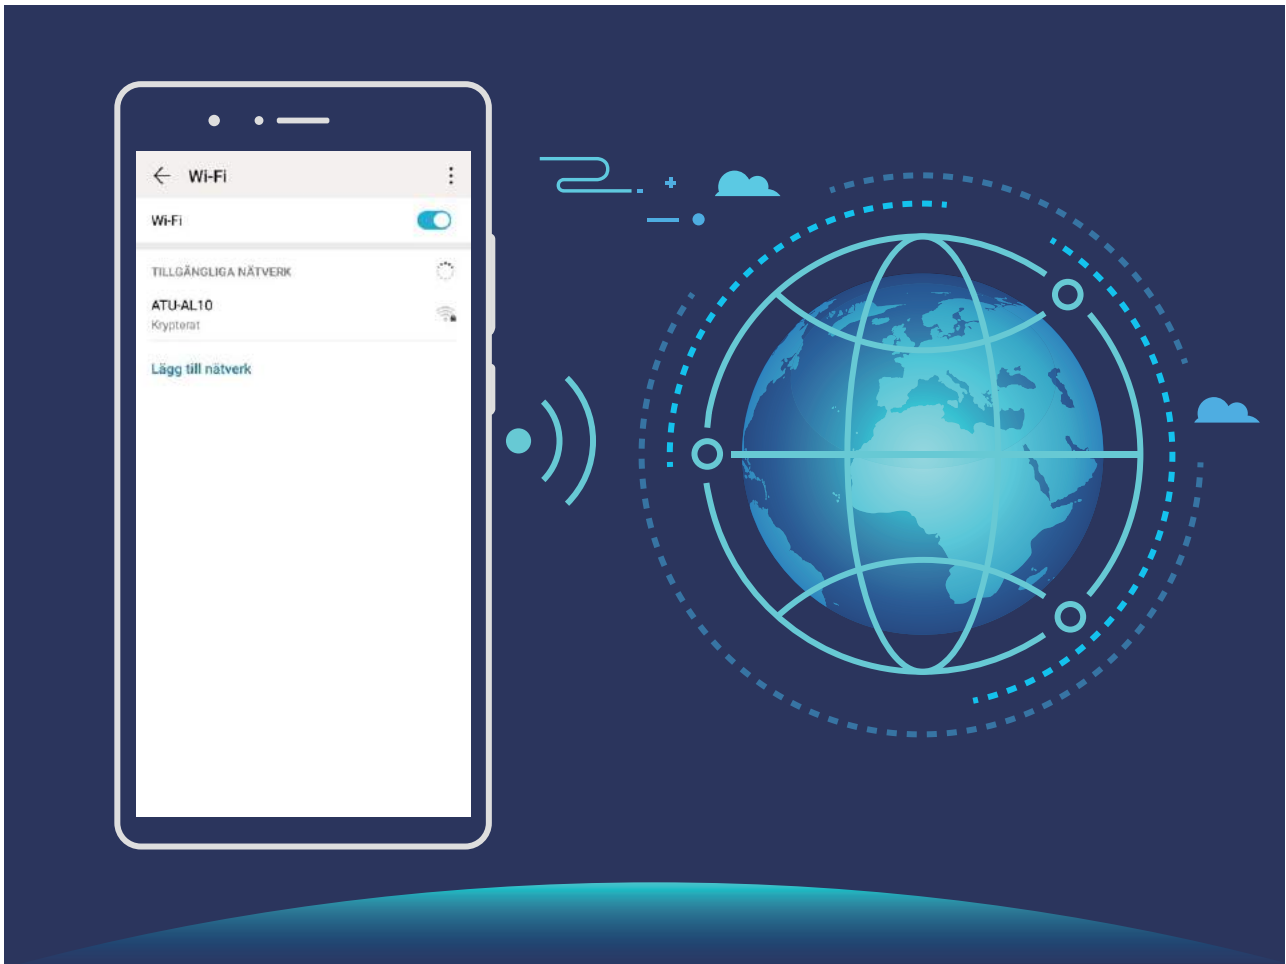 Wi-Fi
Wi-Fi
TILLGÄNGLIGA NÄTVERK
ATU-AL10
Krypterat
Lägg till nätverk